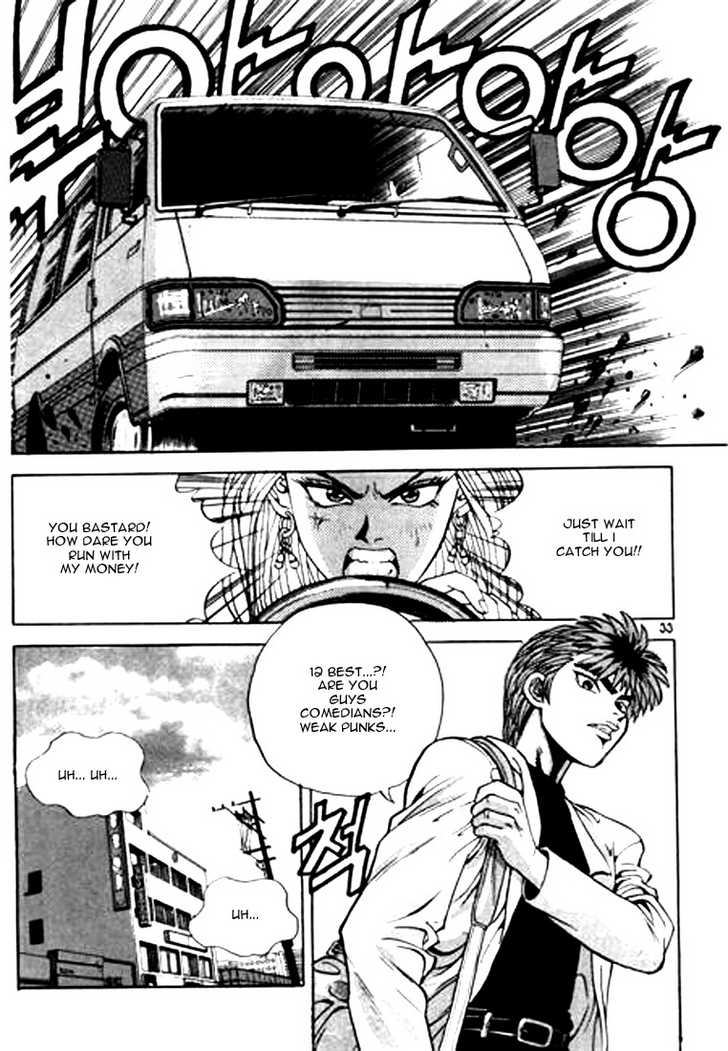 부아아아아앙
YOU BASTARD!
HOW DARE YOU
RUN WITH
MY MONEY!
JUST WAIT
TILL I
CATCH YOU!!
33
12 BEST...?!
ARE YOU
GUYS
COMEDIANS?!
WEAK PUNKS...
UH... UH...
UH...
척